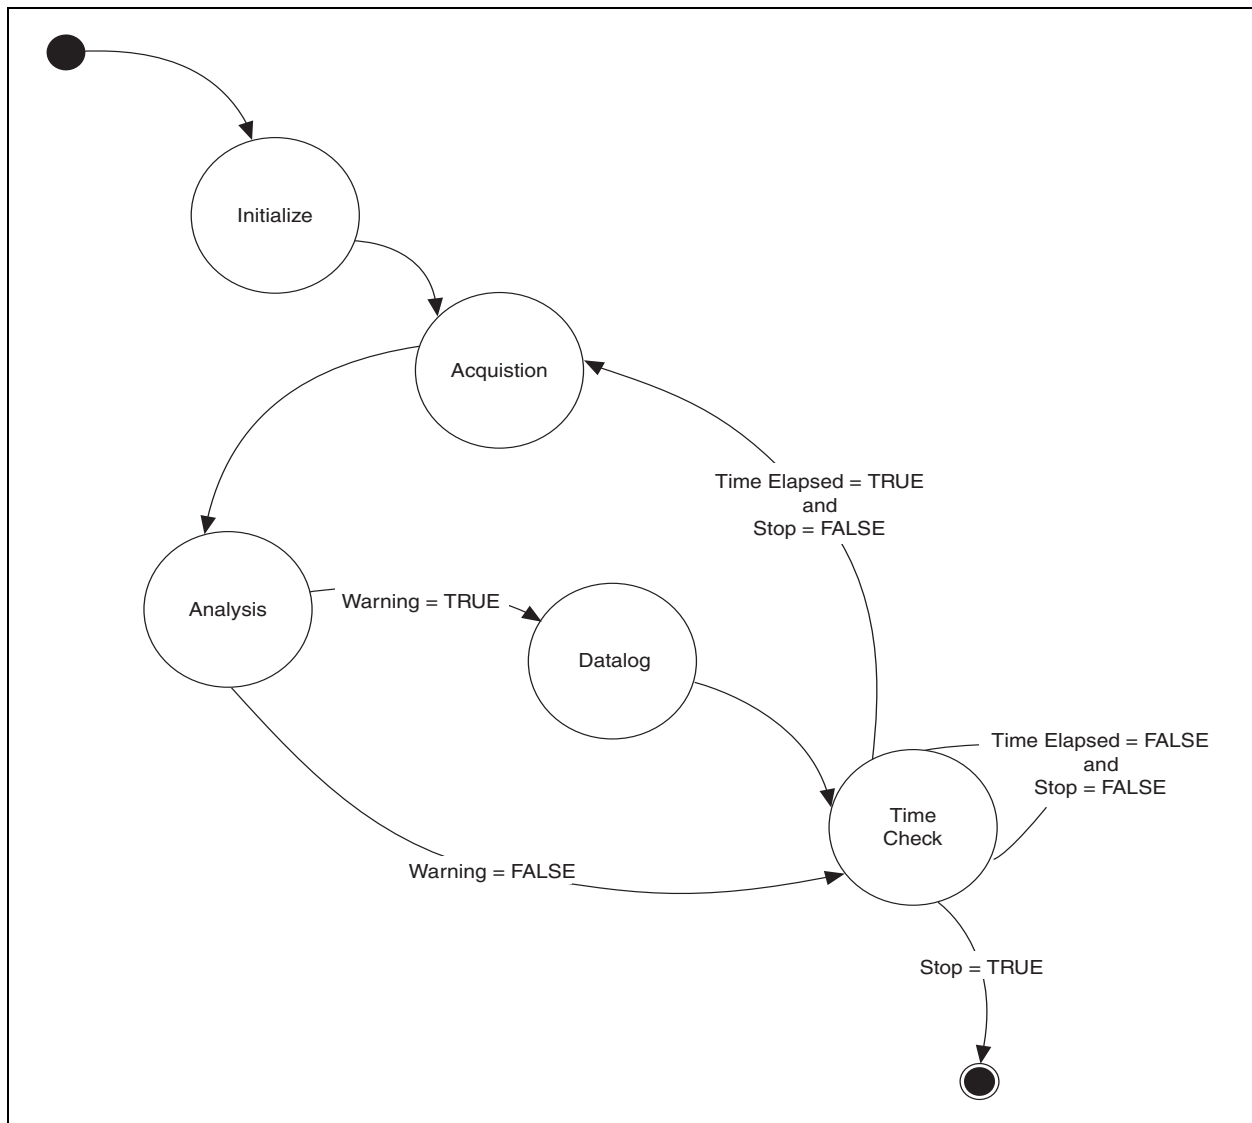 Initialize
Acquistion
Time Elapsed = TRUE
and
Stop = FALSE
Analysis
Warning = TRUE
Datalog
Time Elapsed = FALSE
and
Stop = FALSE
Time
Check
Warning = FALSE
Stop = TRUE